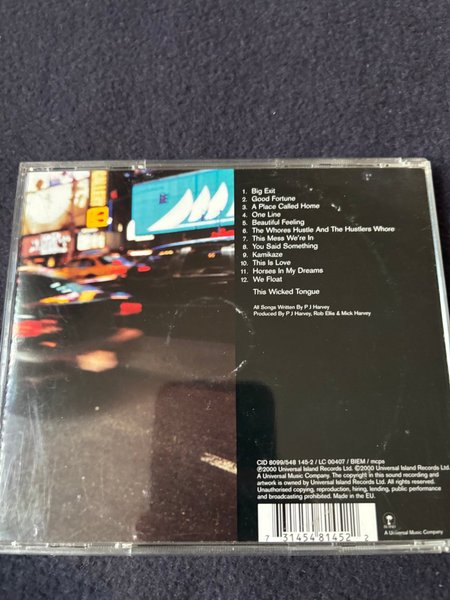 1. Big Exit
2. Good Fortune
3. A Place Called Home
4. One Line
5. Beautiful Feeling
6. The Whores Hustle And The Hustlers Whore
7. This Mess We're In
8. You Said Something
9. Kamikaze
10. This Is Love
11. Horses In My Dreams
12. We Float
This Wicked Tongue
All Songs Written By P J Harvey
Produced By P J Harvey, Rob Ellis & Mick Harvey
CID 8099/548 145-2 / LC 00407 / BIEM / mcps
℗2000 Universal Island Records Ltd. ©2000 Universal Island Records Ltd.
A Universal Music Company. The copyright in this sound recording and
artwork is owned by Universal Island Records Ltd. All rights reserved.
Unauthorised copying, reproduction, hiring, lending, public performance
and broadcasting prohibited. Made in the EU.
7 31454 81452 2
A Universal Music Company